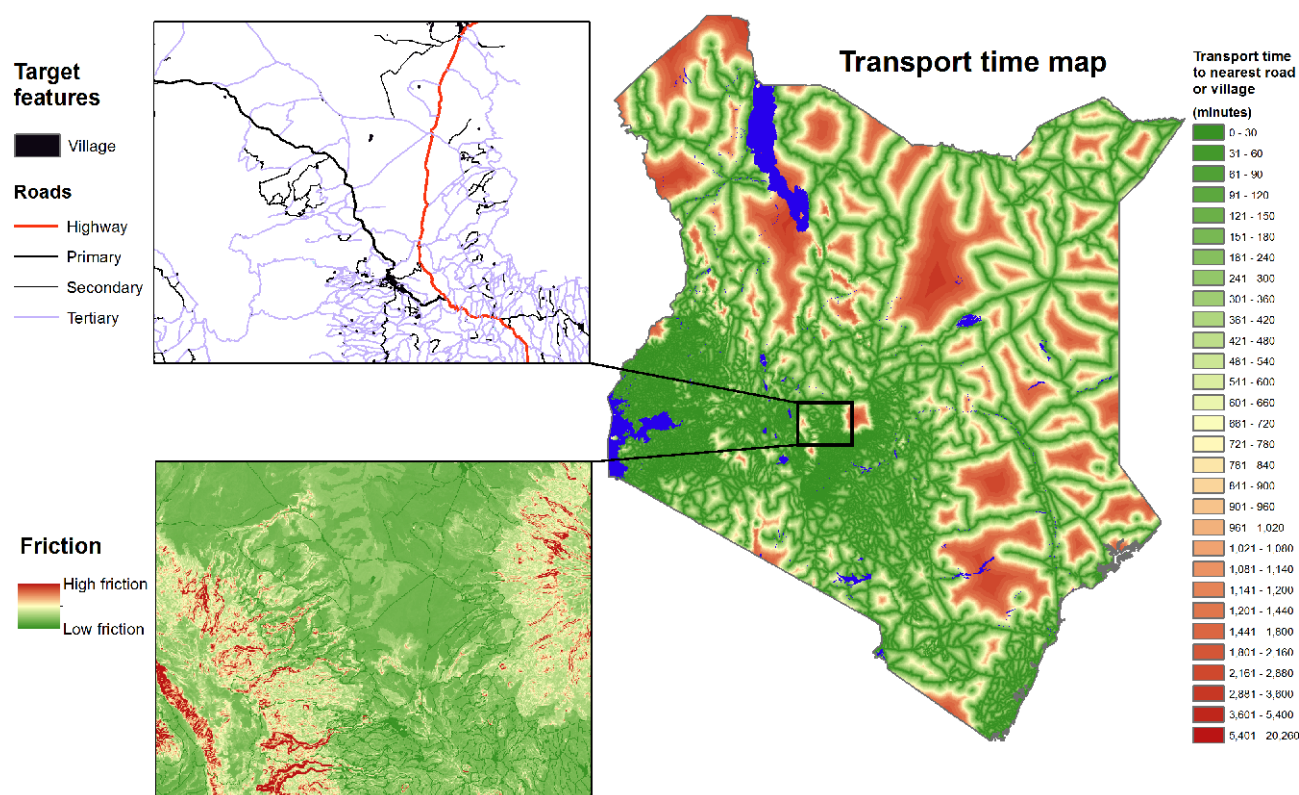 Target
features
Village
Roads
Highway
Primary
Secondary
Tertiary
Friction
High friction
Low friction
Transport time map
Transport time
to nearest road
or village
(minutes)
0 - 30
31 - 60
81 - 90
91 - 120
121 - 150
151 - 180
181 - 240
241 - 300
301 - 360
361 - 420
421 - 480
481 - 540
541 - 600
601 - 660
661 - 720
721 - 780
781 - 840
841 - 900
901 - 960
961 1,020
1,021 - 1,080
1,081 - 1,140
1,141 - 1,200
1,201 - 1,440
1,441 1,800
1,801 - 2,160
2,161 - 2,880
2,881 - 3,600
3,601 - 5,400
5,401 20,260